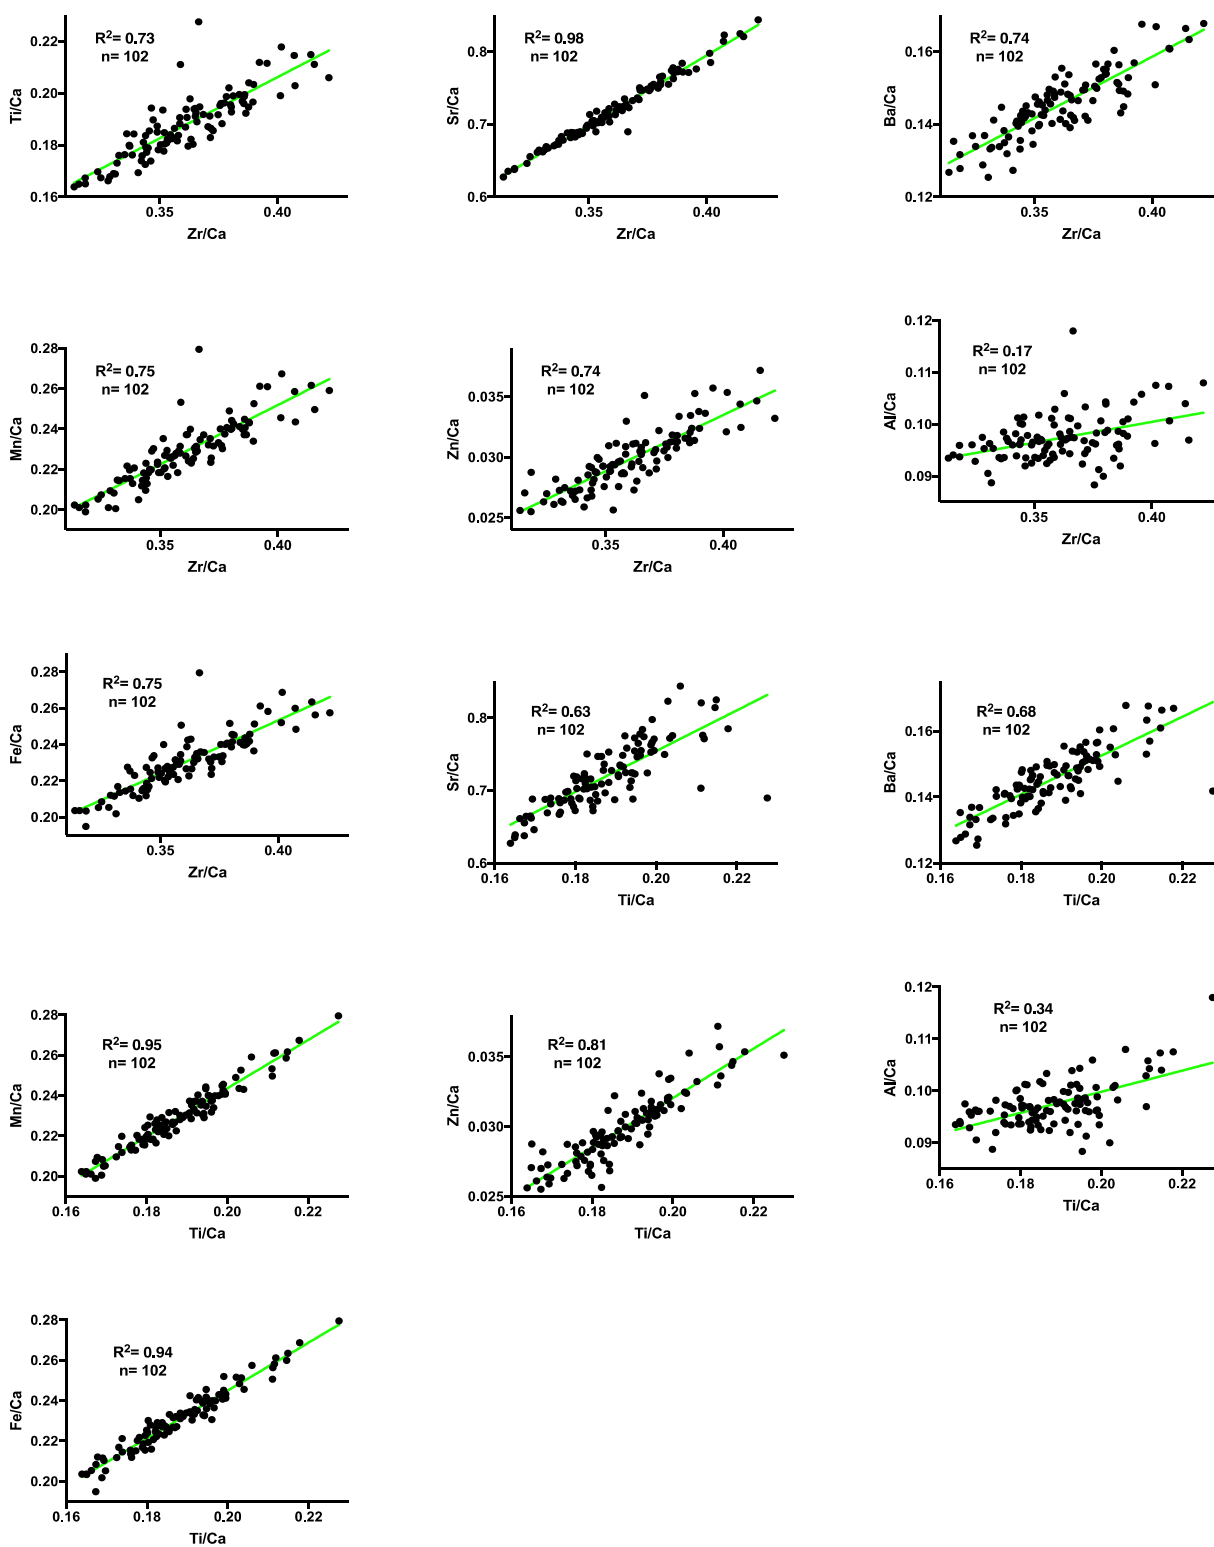 R²= 0.73
n= 102
0.22
0.20
0.18
0.16
Ti/Ca
0.35
0.40
Zr/Ca
R²= 0.98
n= 102
0.8
0.7
0.6
Sr/Ca
0.35
0.40
Zr/Ca
R²= 0.74
n= 102
0.16
0.14
0.12
Ba/Ca
0.35
0.40
Zr/Ca
R²= 0.75
n= 102
0.28
0.26
0.24
0.22
0.20
Mn/Ca
0.35
0.40
Zr/Ca
R²= 0.74
n= 102
0.035
0.030
0.025
Zn/Ca
0.35
0.40
Zr/Ca
R²= 0.17
n= 102
0.12
0.11
0.10
0.09
Al/Ca
0.35
0.40
Zr/Ca
R²= 0.75
n= 102
0.28
0.26
0.24
0.22
0.20
Fe/Ca
0.35
0.40
Zr/Ca
R²= 0.63
n= 102
0.8
0.7
0.6
Sr/Ca
0.16
0.18
0.20
0.22
Ti/Ca
R²= 0.68
n= 102
0.16
0.14
0.12
Ba/Ca
0.16
0.18
0.20
0.22
Ti/Ca
R²= 0.95
n= 102
0.28
0.26
0.24
0.22
0.20
Mn/Ca
0.16
0.18
0.20
0.22
Ti/Ca
R²= 0.81
n= 102
0.035
0.030
0.025
Zn/Ca
0.16
0.18
0.20
0.22
Ti/Ca
R²= 0.34
n= 102
0.12
0.11
0.10
0.09
Al/Ca
0.16
0.18
0.20
0.22
Ti/Ca
R²= 0.94
n= 102
0.28
0.26
0.24
0.22
0.20
Fe/Ca
0.16
0.18
0.20
0.22
Ti/Ca